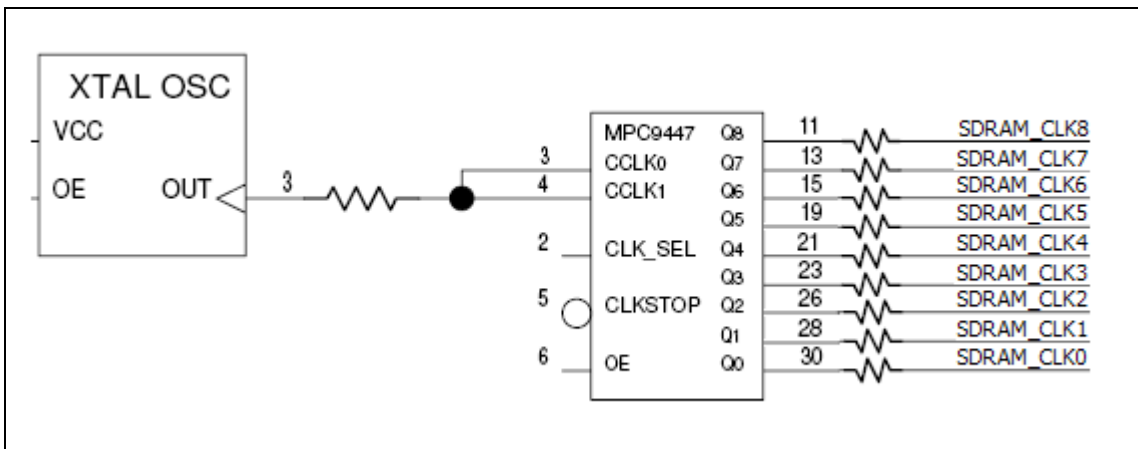 XTAL OSC
VCC
OE OUT
3
MPC9447 Q8 11 SDRAM_CLK8
3 CCLK0 Q7 13 SDRAM_CLK7
4 CCLK1 Q6 15 SDRAM_CLK6
Q5 19 SDRAM_CLK5
2 CLK_SEL Q4 21 SDRAM_CLK4
Q3 23 SDRAM_CLK3
5 CLKSTOP Q2 26 SDRAM_CLK2
Q1 28 SDRAM_CLK1
6 OE Q0 30 SDRAM_CLK0